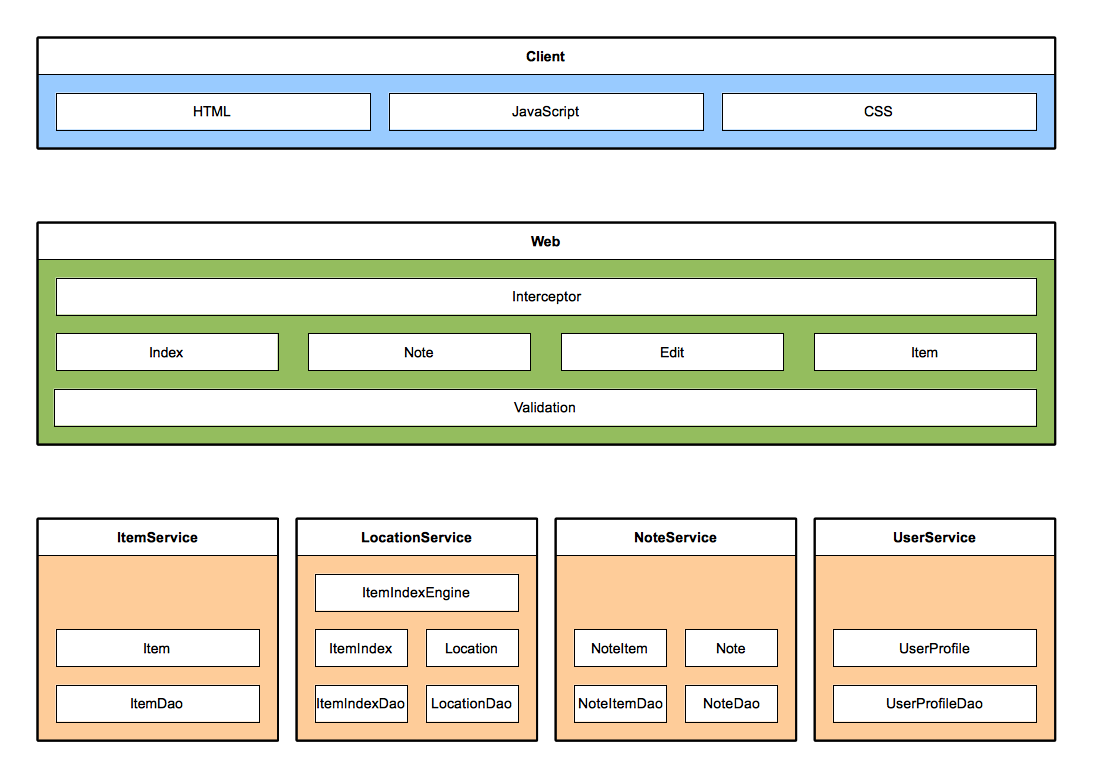 Client
HTML JavaScript CSS
Web
Interceptor
Index Note Edit Item
Validation
ItemService LocationService NoteService UserService
ItemIndexEngine
Item ItemIndex Location NoteItem Note UserProfile
ItemDao ItemIndexDao LocationDao NoteItemDao NoteDao UserProfileDao